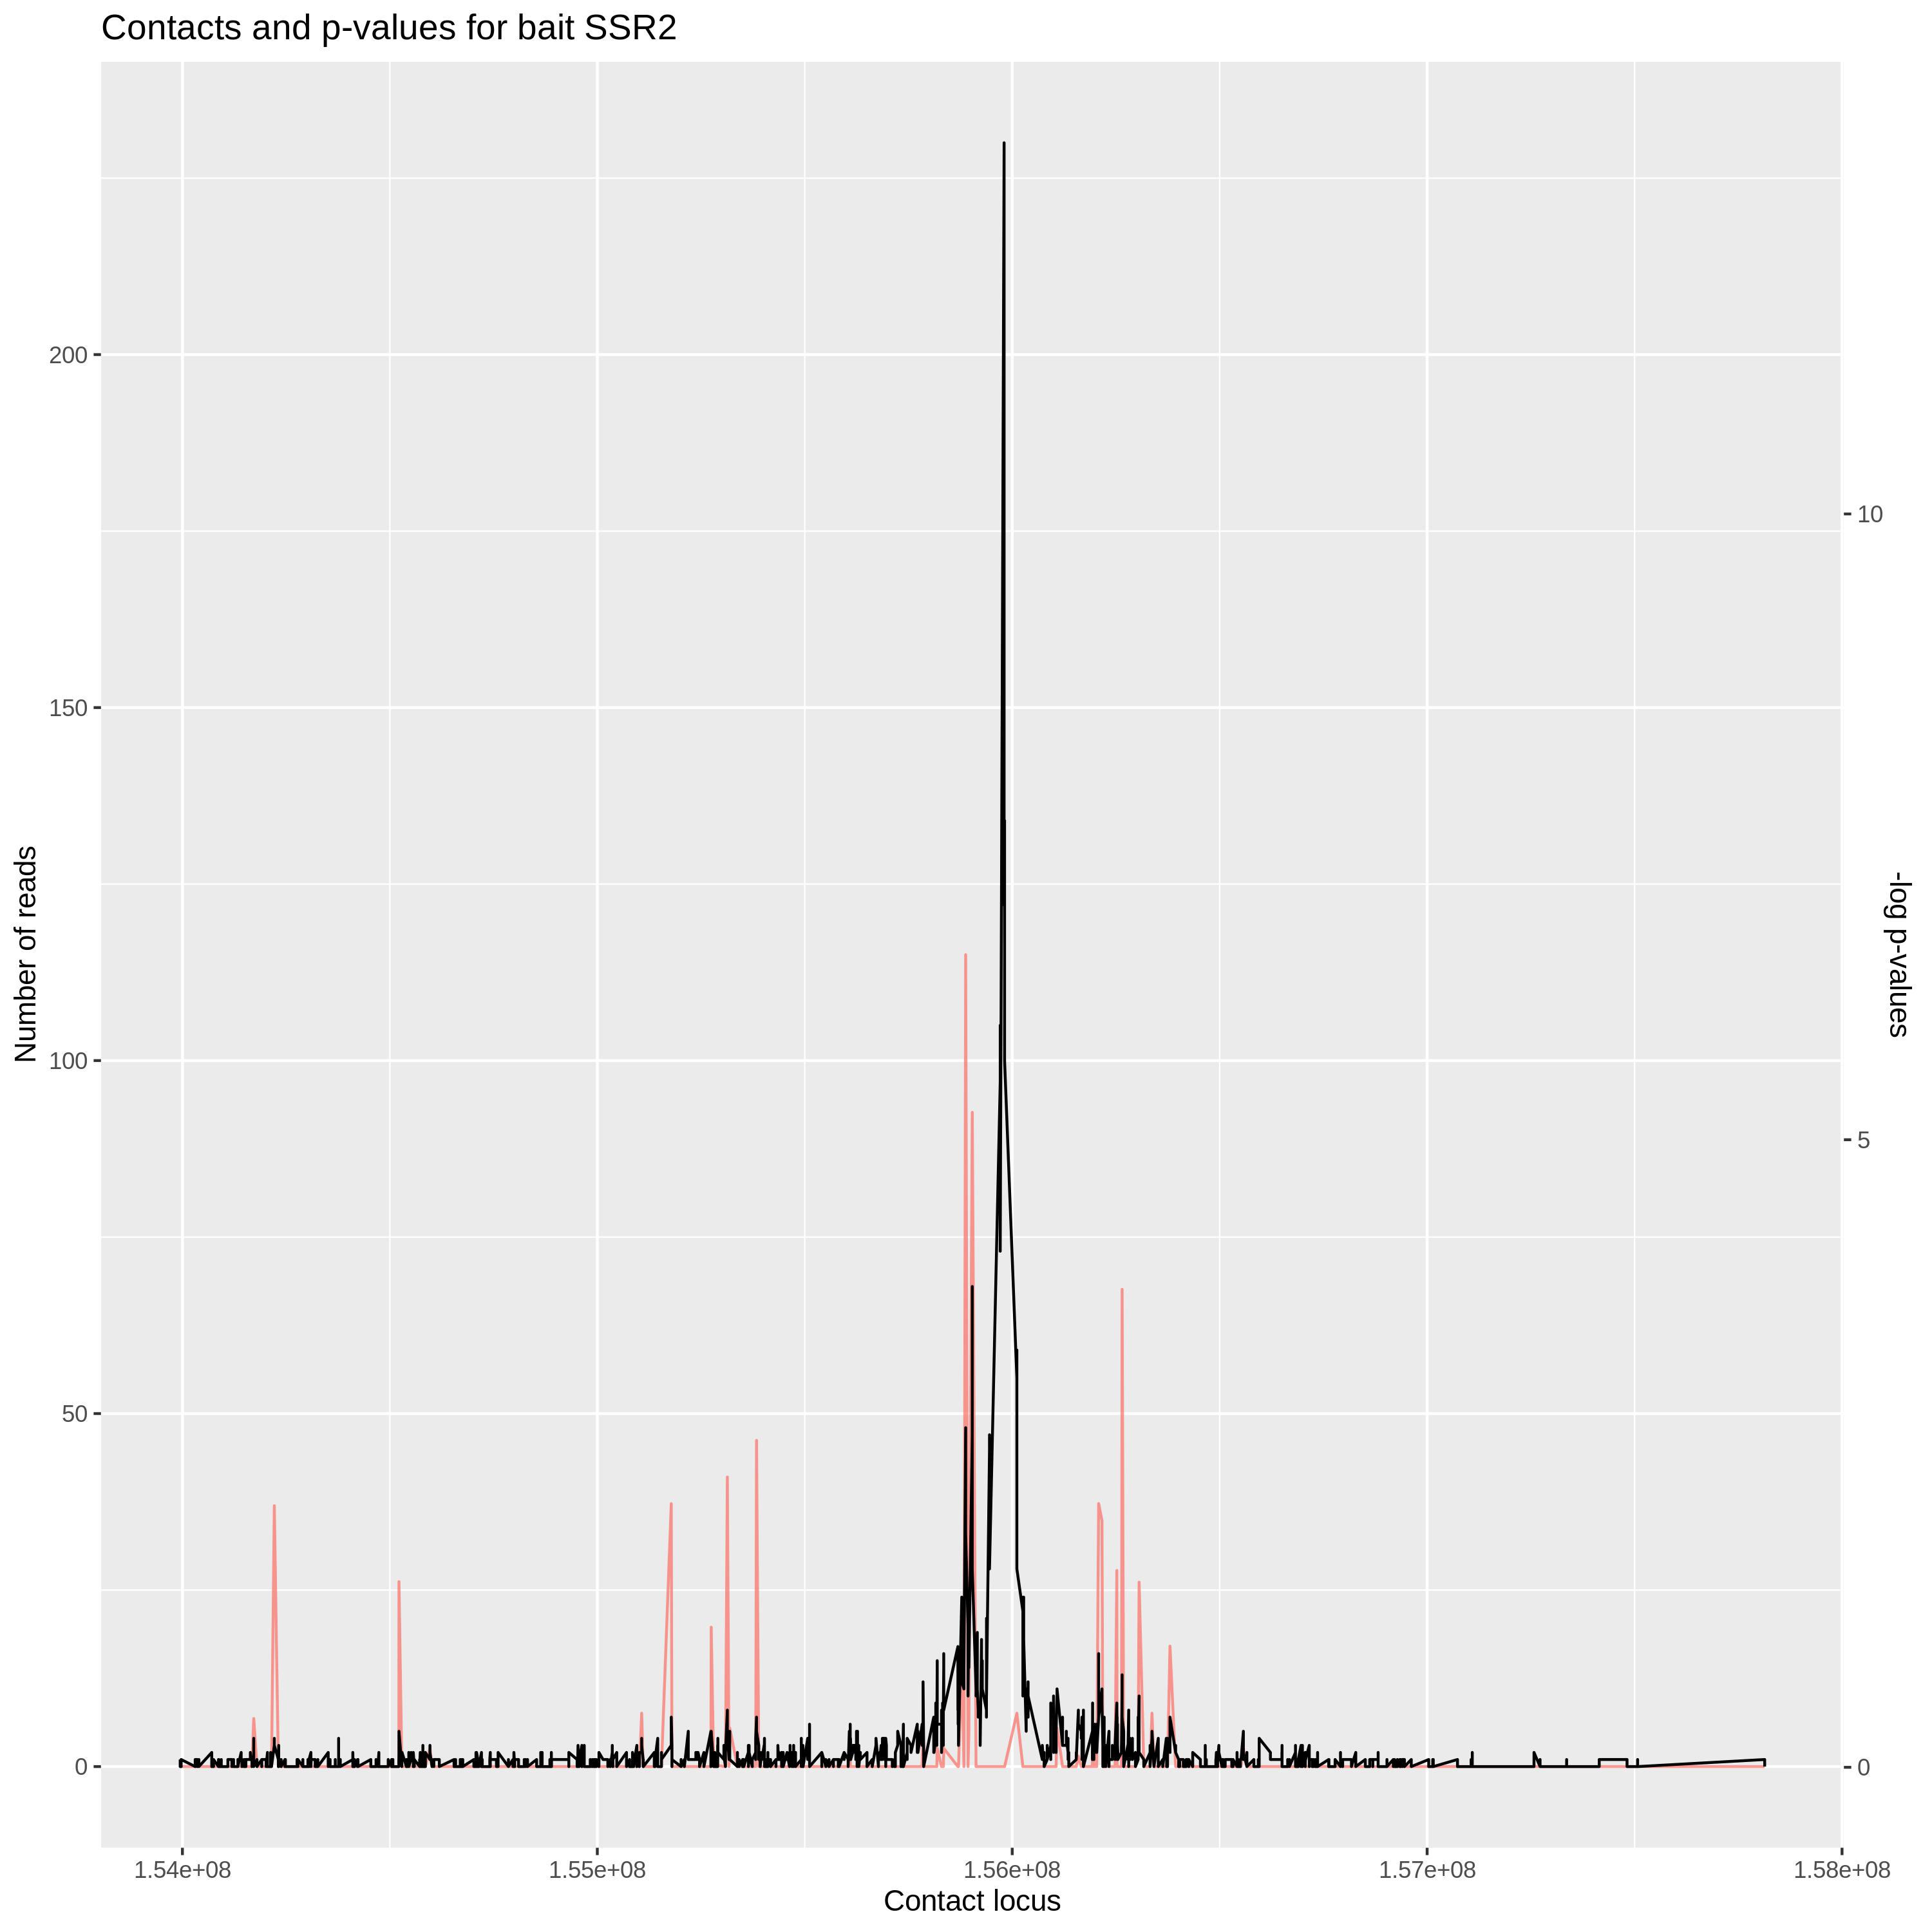 Contacts and p-values for bait SSR2
Number of reads
200
150
100
50
0
10
5
0
-log p-values
1.54e+08
1.55e+08
1.56e+08
1.57e+08
1.58e+08
Contact locus